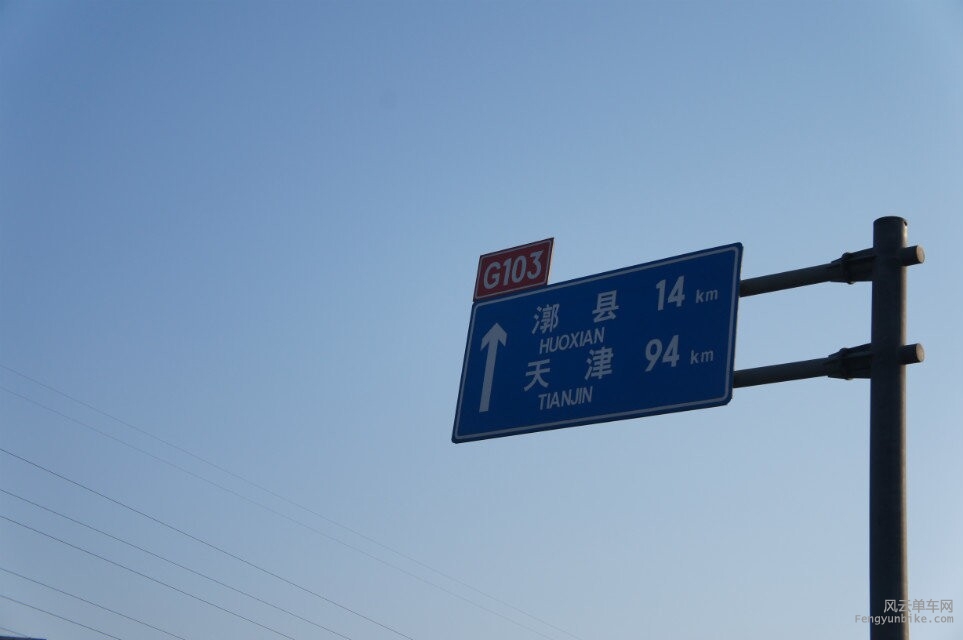 G103
漷 县 14 km
HUOXIAN
天 津 94 km
TIANJIN
风云单车网
Fengyunbike.com